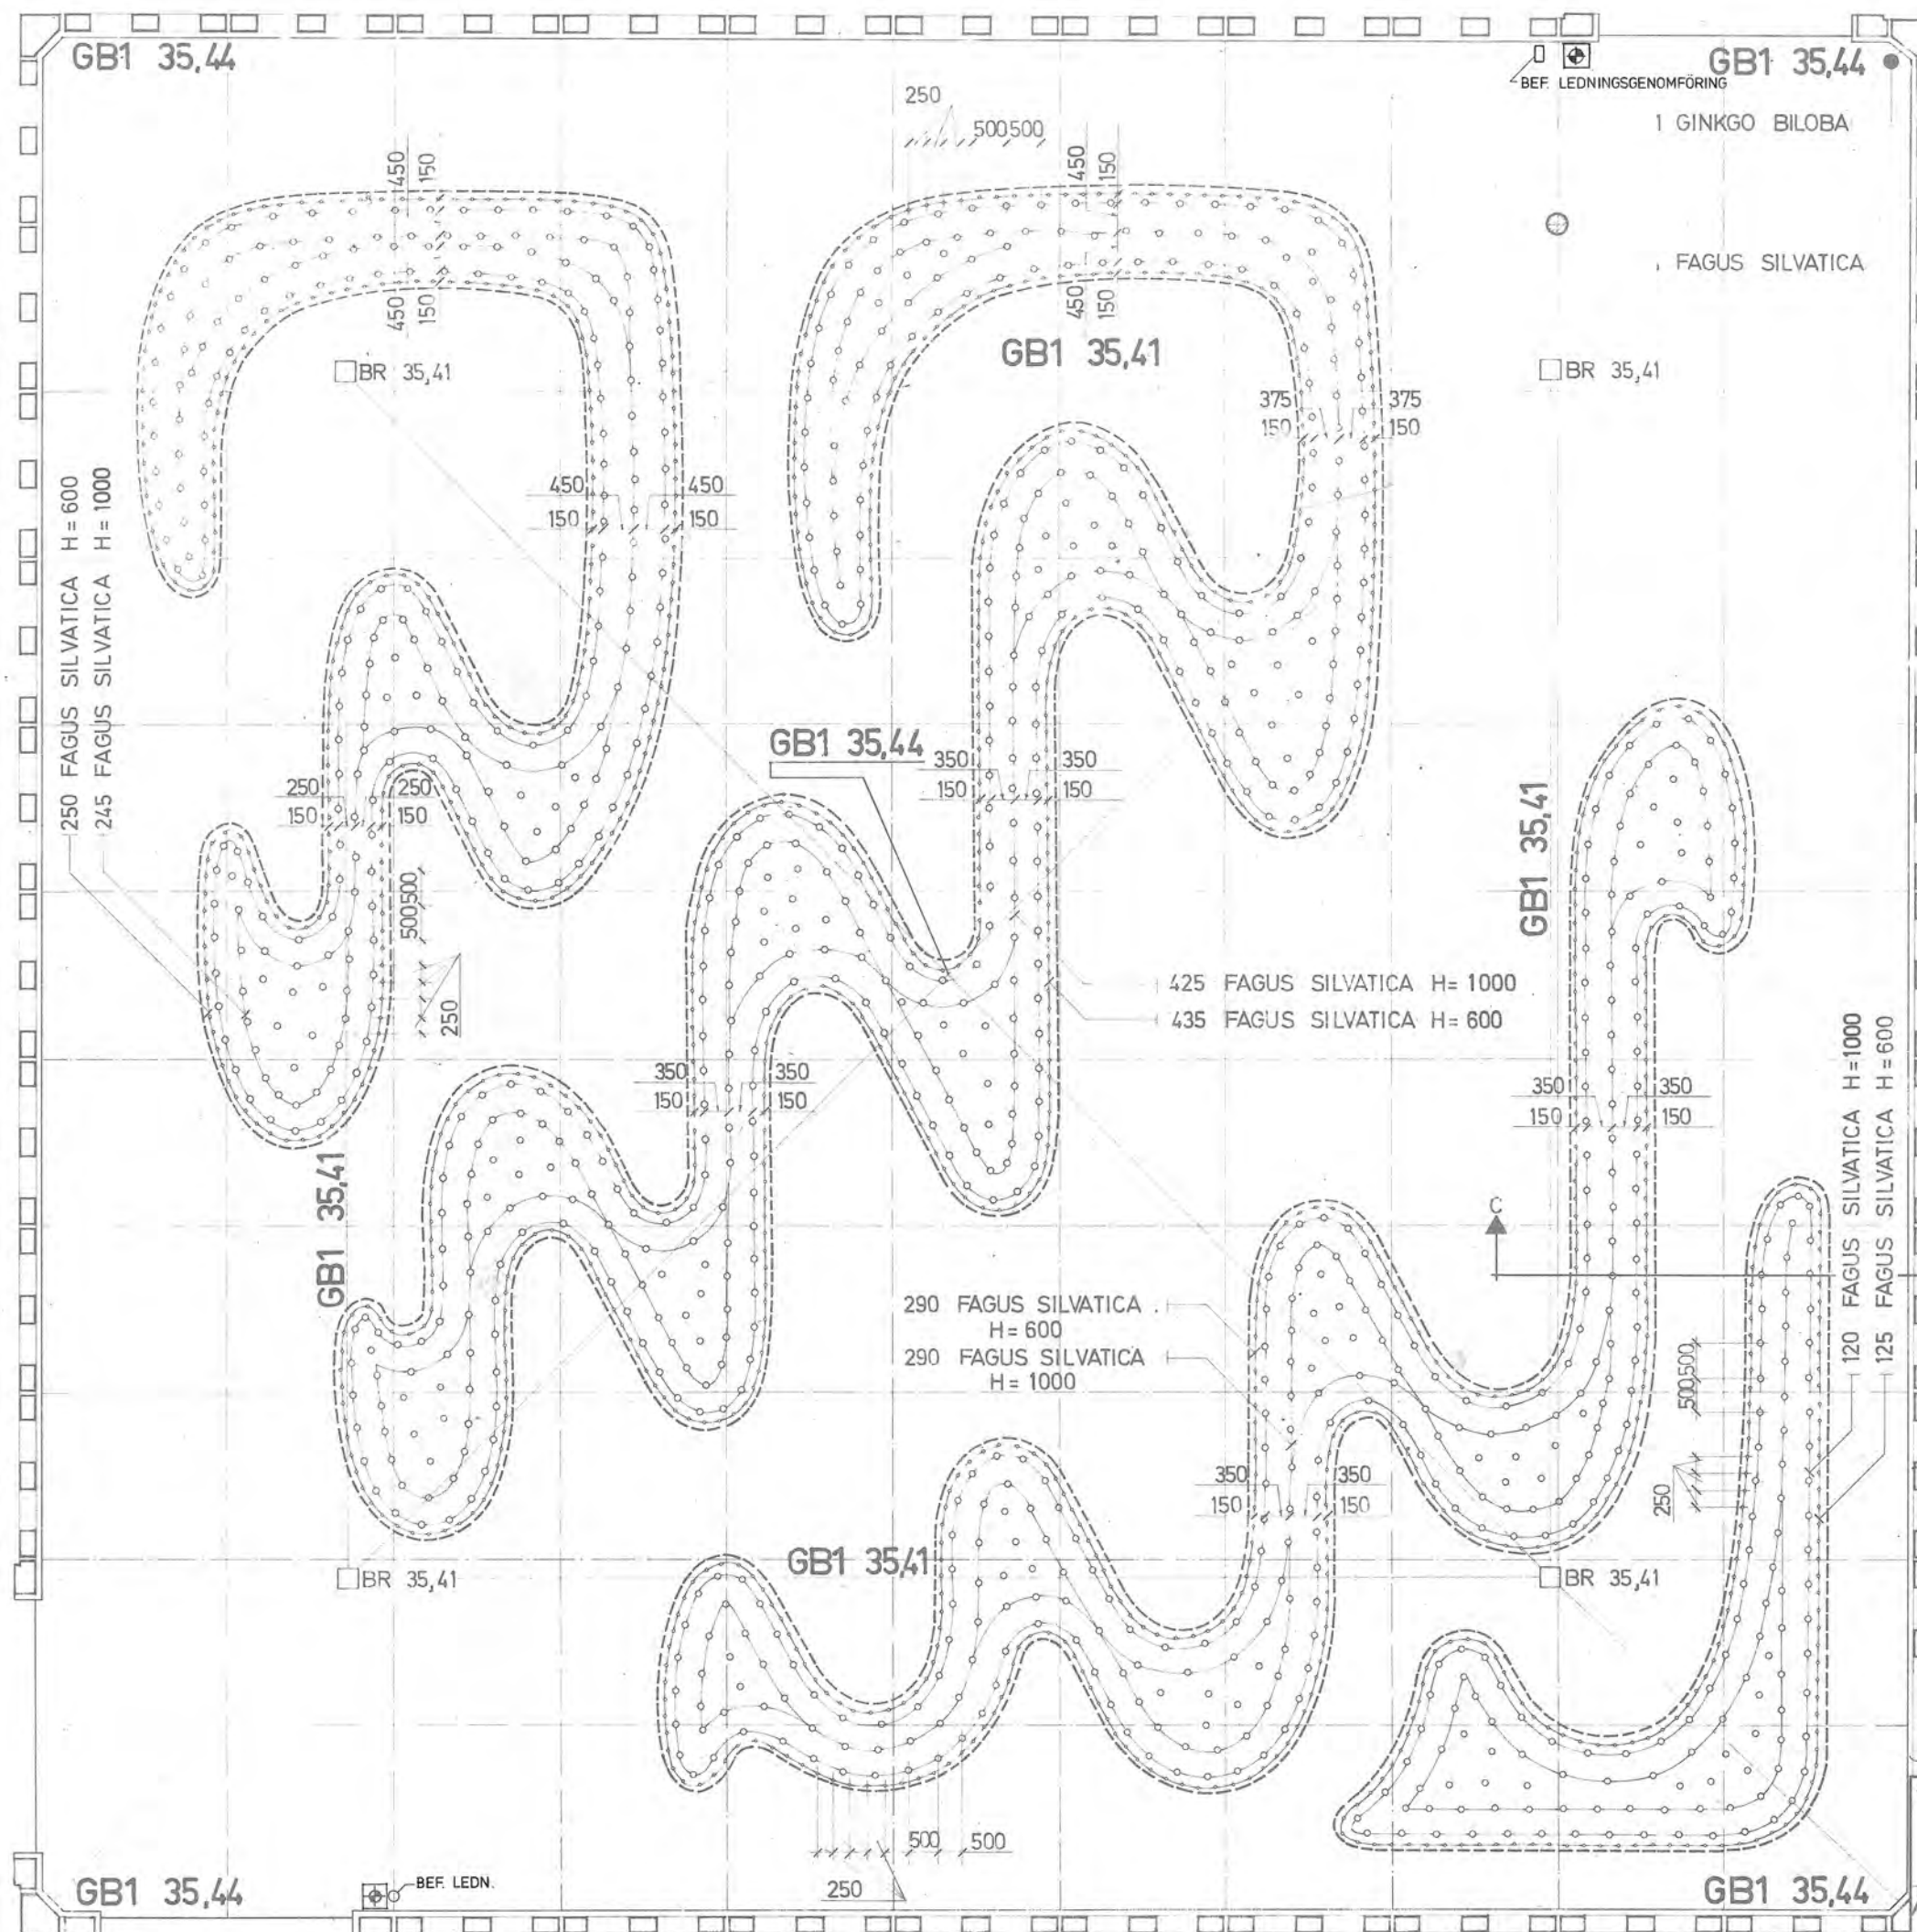 GB1 35,44
BEF. LEDNINGSGENOMFÖRING
GB1 35,44
1 GINKGO BILOBA
FAGUS SILVATICA
250
500 500
450
150
450
150
450
150
450
150
BR 35,41
GB1 35,41
BR 35,41
375
150
375
150
450
150
450
150
250 FAGUS SILVATICA H=600
245 FAGUS SILVATICA H=1000
GB1 35,44
350
150
350
150
250
150
250
150
500 500
250
GB1 35,41
425 FAGUS SILVATICA H=1000
435 FAGUS SILVATICA H=600
350
150
350
150
350
150
350
150
GB1 35,41
C
120 FAGUS SILVATICA H=1000
125 FAGUS SILVATICA H=600
290 FAGUS SILVATICA
H=600
290 FAGUS SILVATICA
H=1000
500 500
250
350
150
350
150
GB1 35,41
BR 35,41
BR 35,41
500
500
250
GB1 35,44
BEF. LEDN.
GB1 35,44